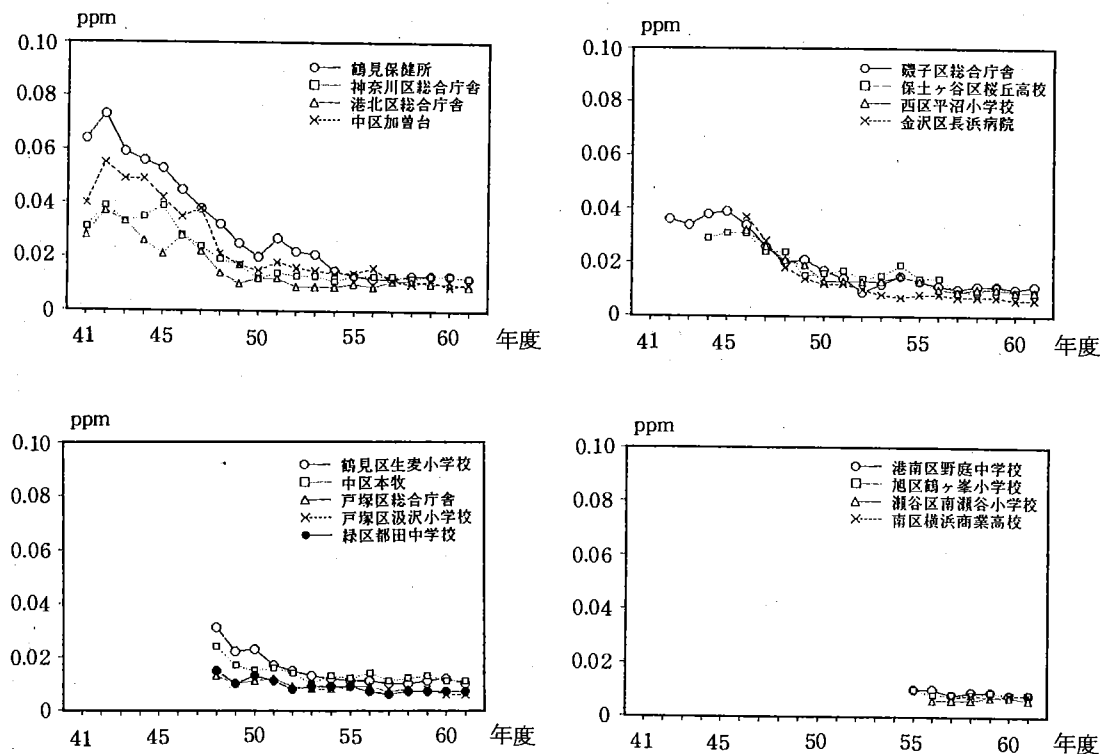 ppm
0.10
0.08
0.06
0.04
0.02
0
鶴見保健所
神奈川区総合庁舎
港北区総合庁舎
中区加曽台
41 45 50 55 60 年度
ppm
0.10
0.08
0.06
0.04
0.02
0
磯子区総合庁舎
保土ヶ谷区桜丘高校
西区平沼小学校
金沢区長浜病院
41 45 50 55 60 年度
ppm
0.10
0.08
0.06
0.04
0.02
0
鶴見区生麦小学校
中区本牧
戸塚区総合庁舎
戸塚区汲沢小学校
緑区都田中学校
41 45 50 55 60 年度
ppm
0.10
0.08
0.06
0.04
0.02
0
港南区野庭中学校
旭区鶴ヶ峯小学校
瀬谷区南瀬谷小学校
南区横浜商業高校
41 45 50 55 60 年度